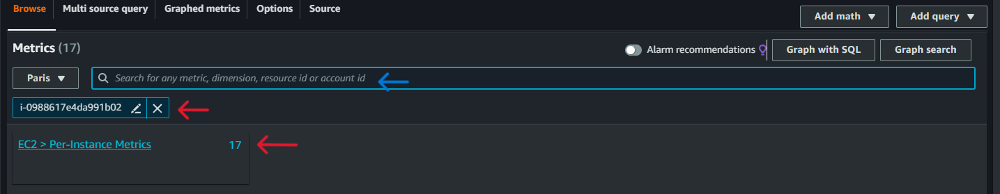 Browse Multi source query Graphed metrics Options Source
Add math Add query
Metrics (17)
Alarm recommendations Graph with SQL Graph search
Paris Search for any metric, dimension, resource id or account id
i-0988617e4da991b02
EC2 > Per-Instance Metrics 17